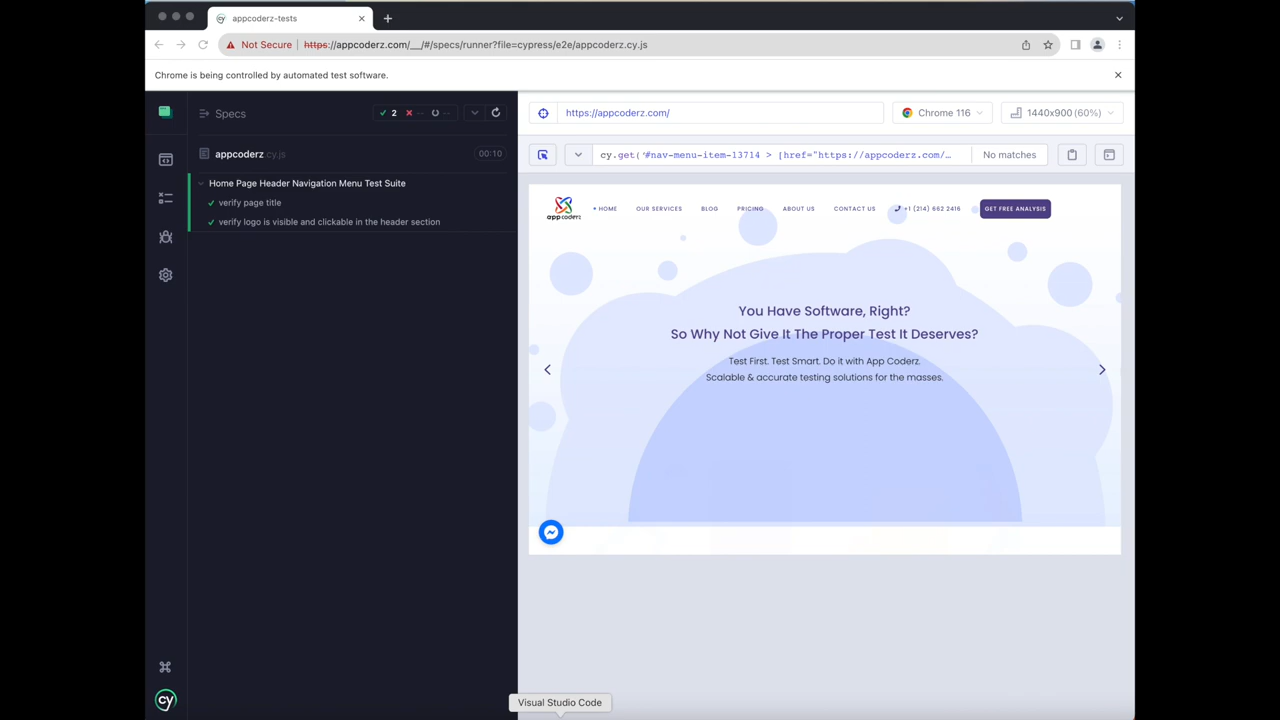 appcoderz-tests
Not Secure https://appcoderz.com/__/#/specs/runner?file=cypress/e2e/appcoderz.cy.js
Chrome is being controlled by automated test software.
Specs
2 -- --
appcoderz cy.js 00:10
Home Page Header Navigation Menu Test Suite
verify page title
verify logo is visible and clickable in the header section
cy
https://appcoderz.com/
Chrome 116
1440x900 (60%)
cy.get('#nav-menu-item-13714 > [href="https://appcoderz.com/…
No matches
app coderz
HOME OUR SERVICES BLOG PRICING ABOUT US CONTACT US +1 (214) 662 2416 GET FREE ANALYSIS
You Have Software, Right?
So Why Not Give It The Proper Test It Deserves?
Test First. Test Smart. Do it with App Coderz.
Scalable & accurate testing solutions for the masses.
Visual Studio Code